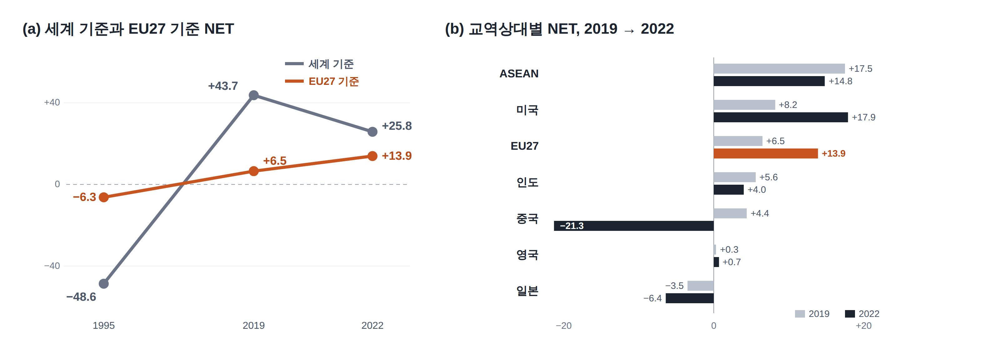 (a) 세계 기준과 EU27 기준 NET
세계 기준
EU27 기준
+43.7
+40
+25.8
+6.5
+13.9
0
−6.3
−40
−48.6
1995
2019
2022
(b) 교역상대별 NET, 2019 → 2022
ASEAN
+17.5
+14.8
미국
+8.2
+17.9
EU27
+6.5
+13.9
인도
+5.6
+4.0
중국
+4.4
−21.3
영국
+0.3
+0.7
일본
−3.5
−6.4
2019
2022
−20
0
+20